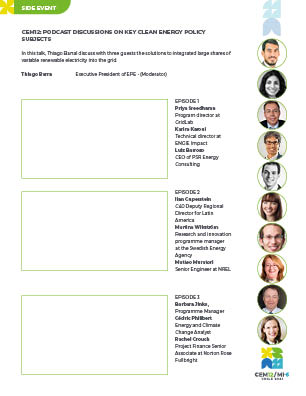 SIDE EVENT
CEM12: PODCAST DISCUSSIONS ON KEY CLEAN ENERGY POLICY
SUBJECTS
In this talk, Thiago Barral discuss with three guests the solutions to integrated large shares of
variable renewable electricity into the grid
Thiago Barra Executive President of EPE - (Moderator)
EPISODE 1
Priya Sreedharan
Program director at
GridLab
Karina Karosi
Technical director at
ENGIE Impact
Luiz Barroso
CEO of PSR Energy
Consulting
EPISODE 2
Ilan Cuperstein
C40 Deputy Regional
Director for Latin
America
Martina Wikström
Research and innovation
programme manager
at the Swedish Energy
Agency
Matteo Muratori
Senior Engineer at NREL
EPISODE 3
Barbara Jinks,
Programme Manager
Cédric Philibert
Energy and Climate
Change Analyst
Rachel Crouch
Project Finance Senior
Associate at Norton Rose
Fulbright
CEM12/MI-6
CHILE 2021